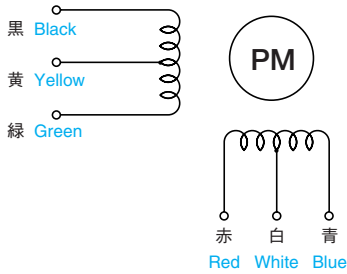 黒 Black
PM
黄 Yellow
緑 Green
赤 白 青
Red White Blue